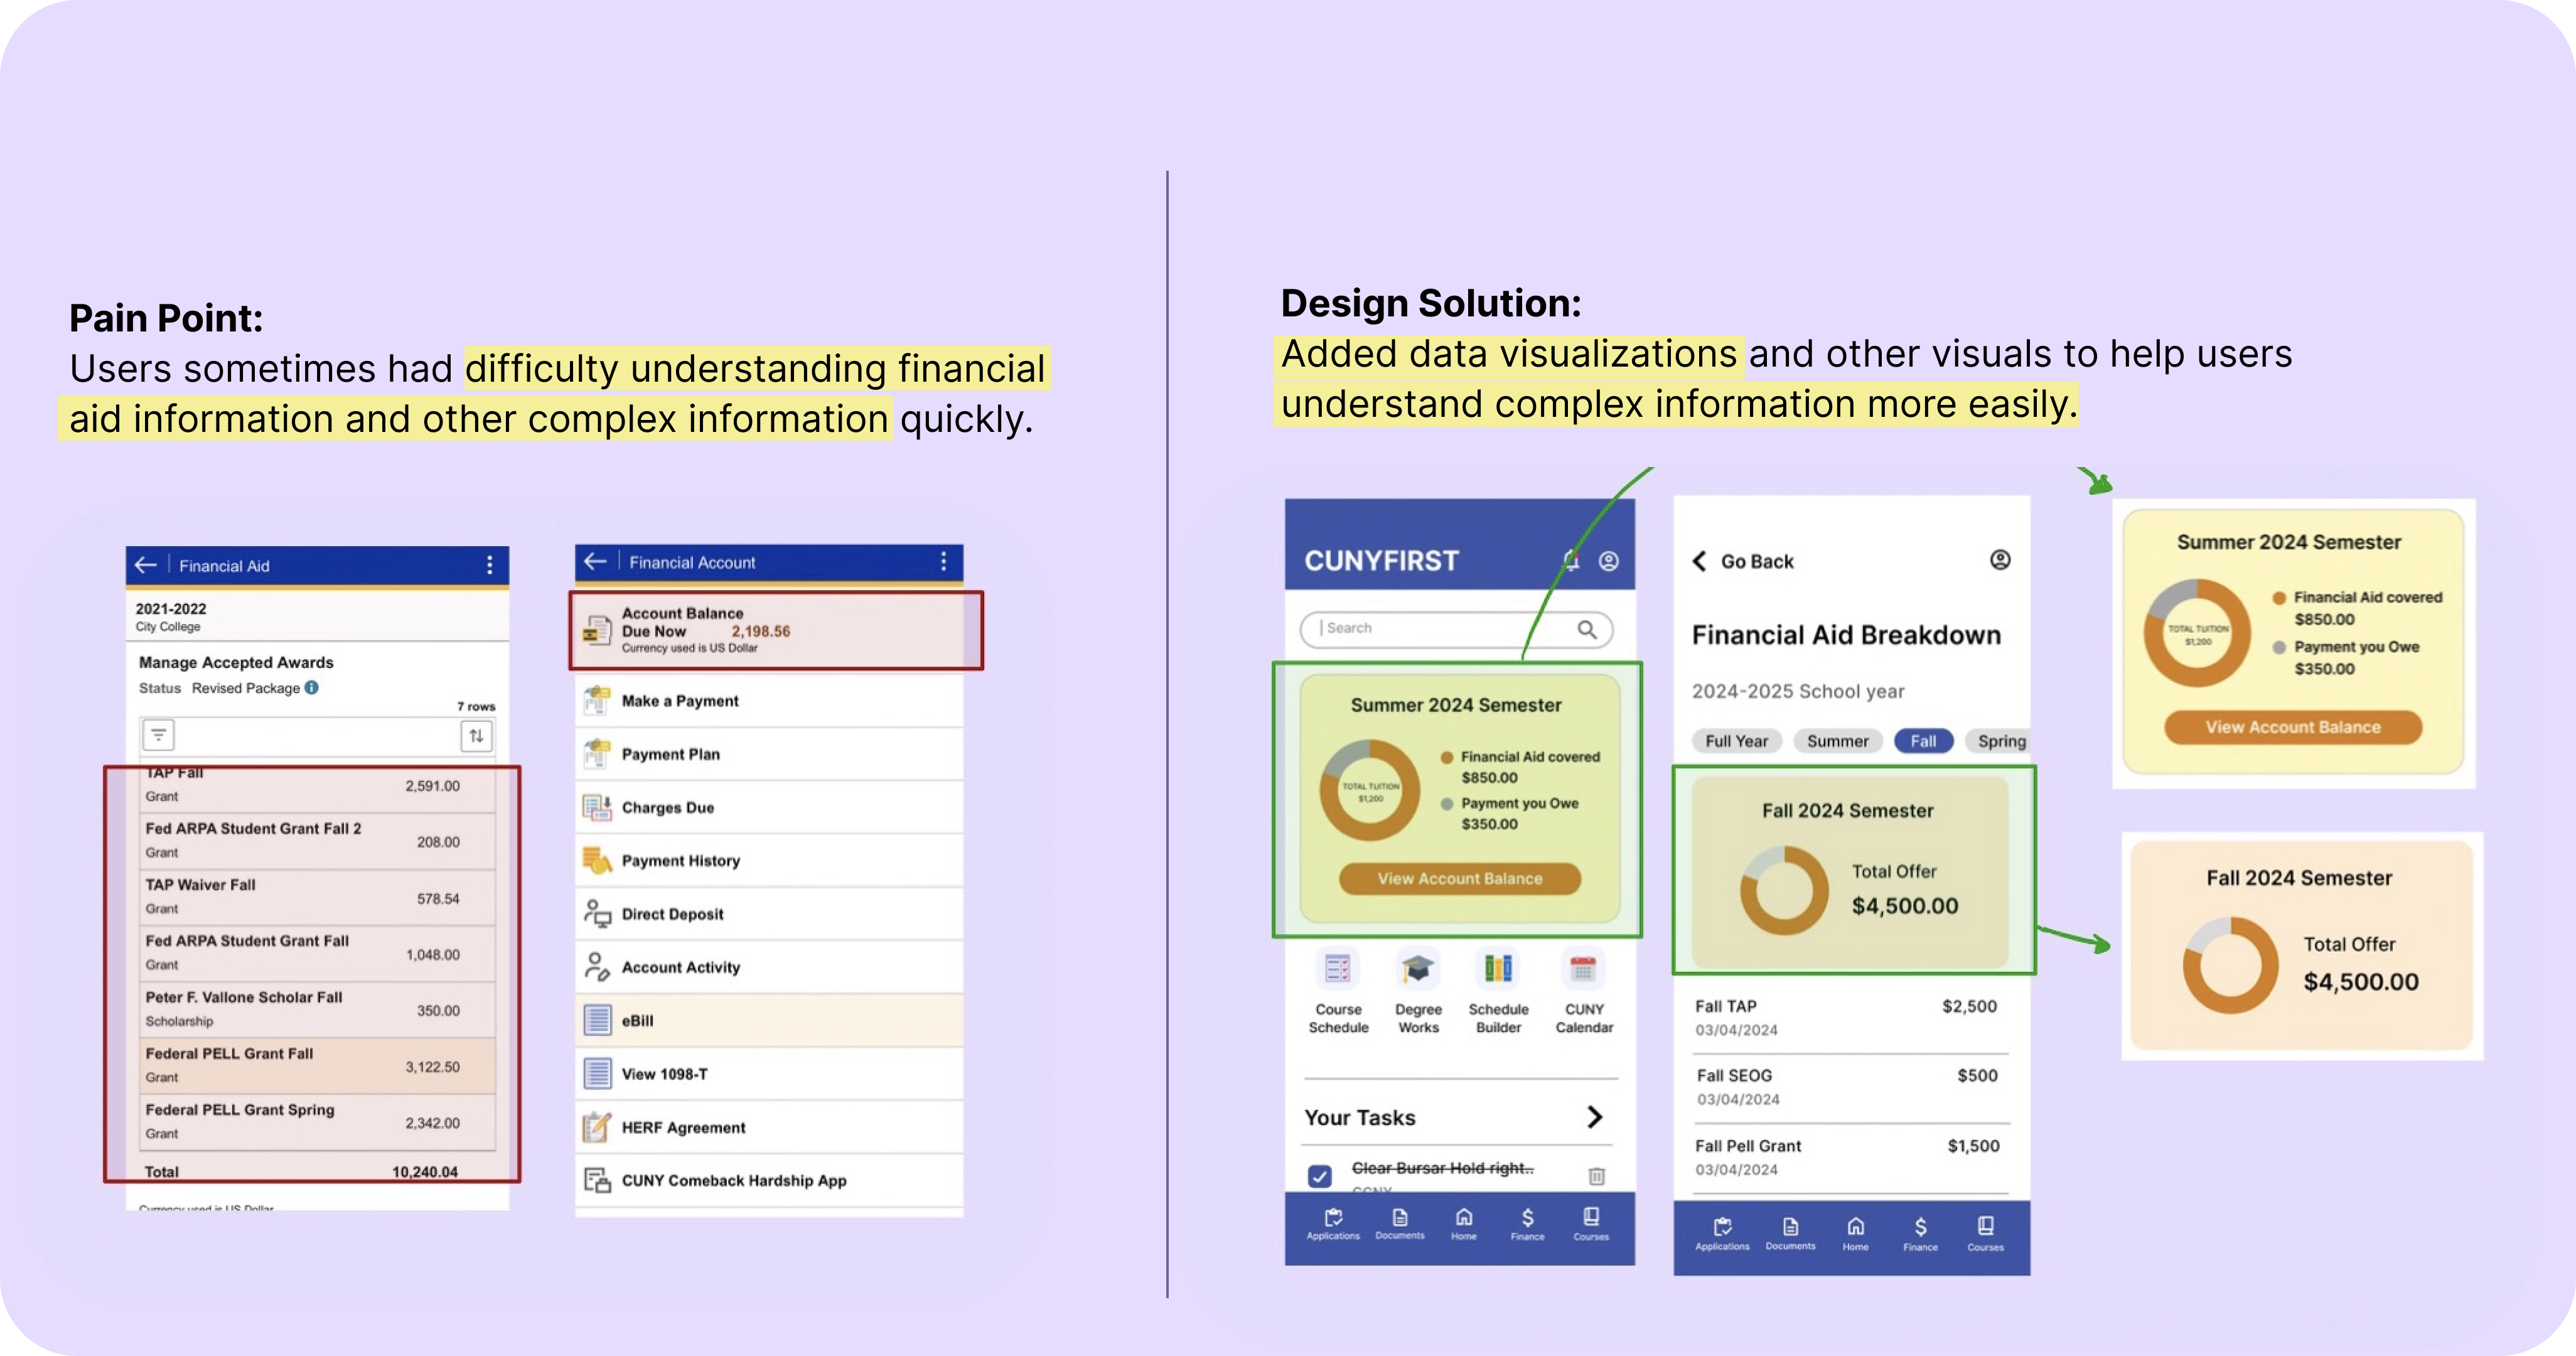 Pain Point:
Users sometimes had difficulty understanding financial
aid information and other complex information quickly.
Financial Aid
2021-2022
City College
Manage Accepted Awards
Status Revised Package
7 rows
TAP Fall
2,591.00
Grant
Fed ARPA Student Grant Fall 2
208.00
Grant
TAP Waiver Fall
578.54
Grant
Fed ARPA Student Grant Fall
1,048.00
Grant
Peter F. Vallone Scholar Fall
350.00
Scholarship
Federal PELL Grant Fall
3,122.50
Grant
Federal PELL Grant Spring
2,342.00
Grant
Total 10,240.04
Currency used is US Dollar
Financial Account
Account Balance
Due Now 2,198.56
Currency used is US Dollar
Make a Payment
Payment Plan
Charges Due
Payment History
Direct Deposit
Account Activity
eBill
View 1098-T
HERF Agreement
CUNY Comeback Hardship App
Design Solution:
Added data visualizations and other visuals to help users
understand complex information more easily.
CUNYFIRST
Search
Summer 2024 Semester
TOTAL TUITION
$1,200
Financial Aid covered
$850.00
Payment you Owe
$350.00
View Account Balance
Course
Schedule
Degree
Works
Schedule
Builder
CUNY
Calendar
Your Tasks
Clear Bursar Hold right..
CCNY
Applications
Documents
Home
Finance
Courses
Go Back
Financial Aid Breakdown
2024-2025 School year
Full Year
Summer
Fall
Spring
Fall 2024 Semester
Total Offer
$4,500.00
Fall TAP $2,500
03/04/2024
Fall SEOG $500
03/04/2024
Fall Pell Grant $1,500
03/04/2024
Applications
Documents
Home
Finance
Courses
Summer 2024 Semester
TOTAL TUITION
$1,200
Financial Aid covered
$850.00
Payment you Owe
$350.00
View Account Balance
Fall 2024 Semester
Total Offer
$4,500.00